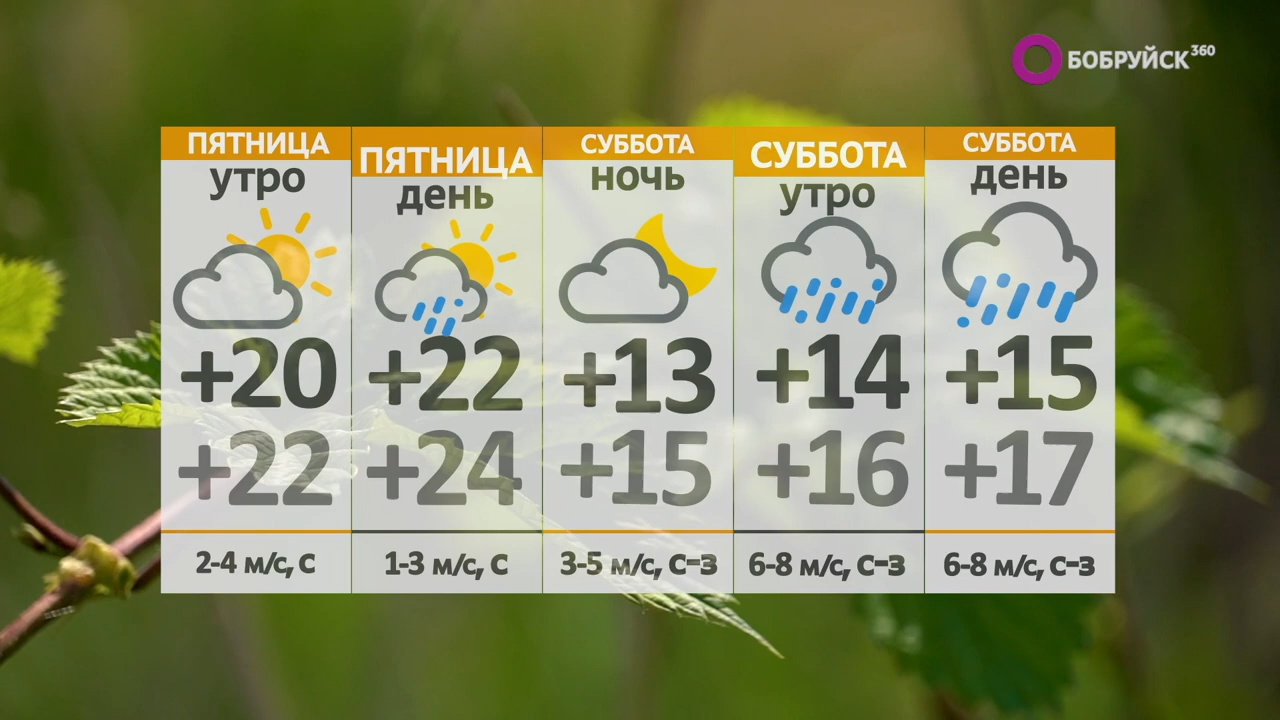 БОБРУЙСК360
ПЯТНИЦА
утро
+20
+22
2-4 м/с, С
ПЯТНИЦА
день
+22
+24
1-3 м/с, С
СУББОТА
ночь
+13
+15
3-5 м/с, С-З
СУББОТА
утро
+14
+16
6-8 м/с, С-З
СУББОТА
день
+15
+17
6-8 м/с, С-З